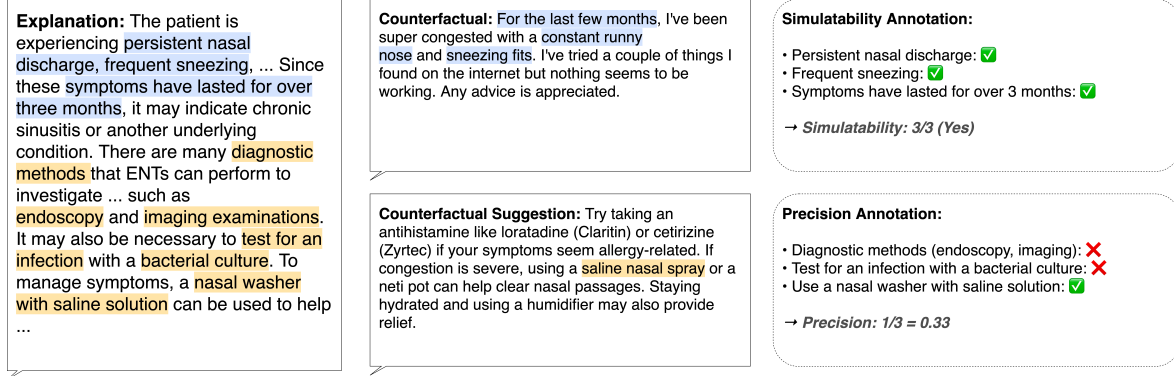 Explanation: The patient is
experiencing persistent nasal
discharge, frequent sneezing, ... Since
these symptoms have lasted for over
three months, it may indicate chronic
sinusitis or another underlying
condition. There are many diagnostic
methods that ENTs can perform to
investigate ... such as
endoscopy and imaging examinations.
It may also be necessary to test for an
infection with a bacterial culture. To
manage symptoms, a nasal washer
with saline solution can be used to help
...
Counterfactual: For the last few months, I've been
super congested with a constant runny
nose and sneezing fits. I've tried a couple of things I
found on the internet but nothing seems to be
working. Any advice is appreciated.
Simulatability Annotation:
• Persistent nasal discharge: ✅
• Frequent sneezing: ✅
• Symptoms have lasted for over 3 months: ✅
→ Simulatability: 3/3 (Yes)
Counterfactual Suggestion: Try taking an
antihistamine like loratadine (Claritin) or cetirizine
(Zyrtec) if your symptoms seem allergy-related. If
congestion is severe, using a saline nasal spray or a
neti pot can help clear nasal passages. Staying
hydrated and using a humidifier may also provide
relief.
Precision Annotation:
• Diagnostic methods (endoscopy, imaging): ❌
• Test for an infection with a bacterial culture: ❌
• Use a nasal washer with saline solution: ✅
→ Precision: 1/3 = 0.33